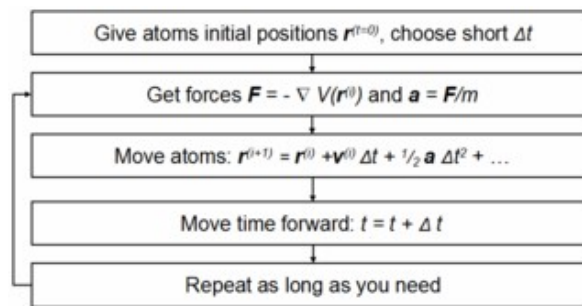 Give atoms initial positions r⁽ᵗ⁼⁰⁾, choose short Δt
Get forces F = - ∇ V(r⁽ⁱ⁾) and a = F/m
Move atoms: r⁽ⁱ⁺¹⁾ = r⁽ⁱ⁾ +v⁽ⁱ⁾ Δt + ¹/₂ a Δt² + …
Move time forward: t = t + Δ t
Repeat as long as you need